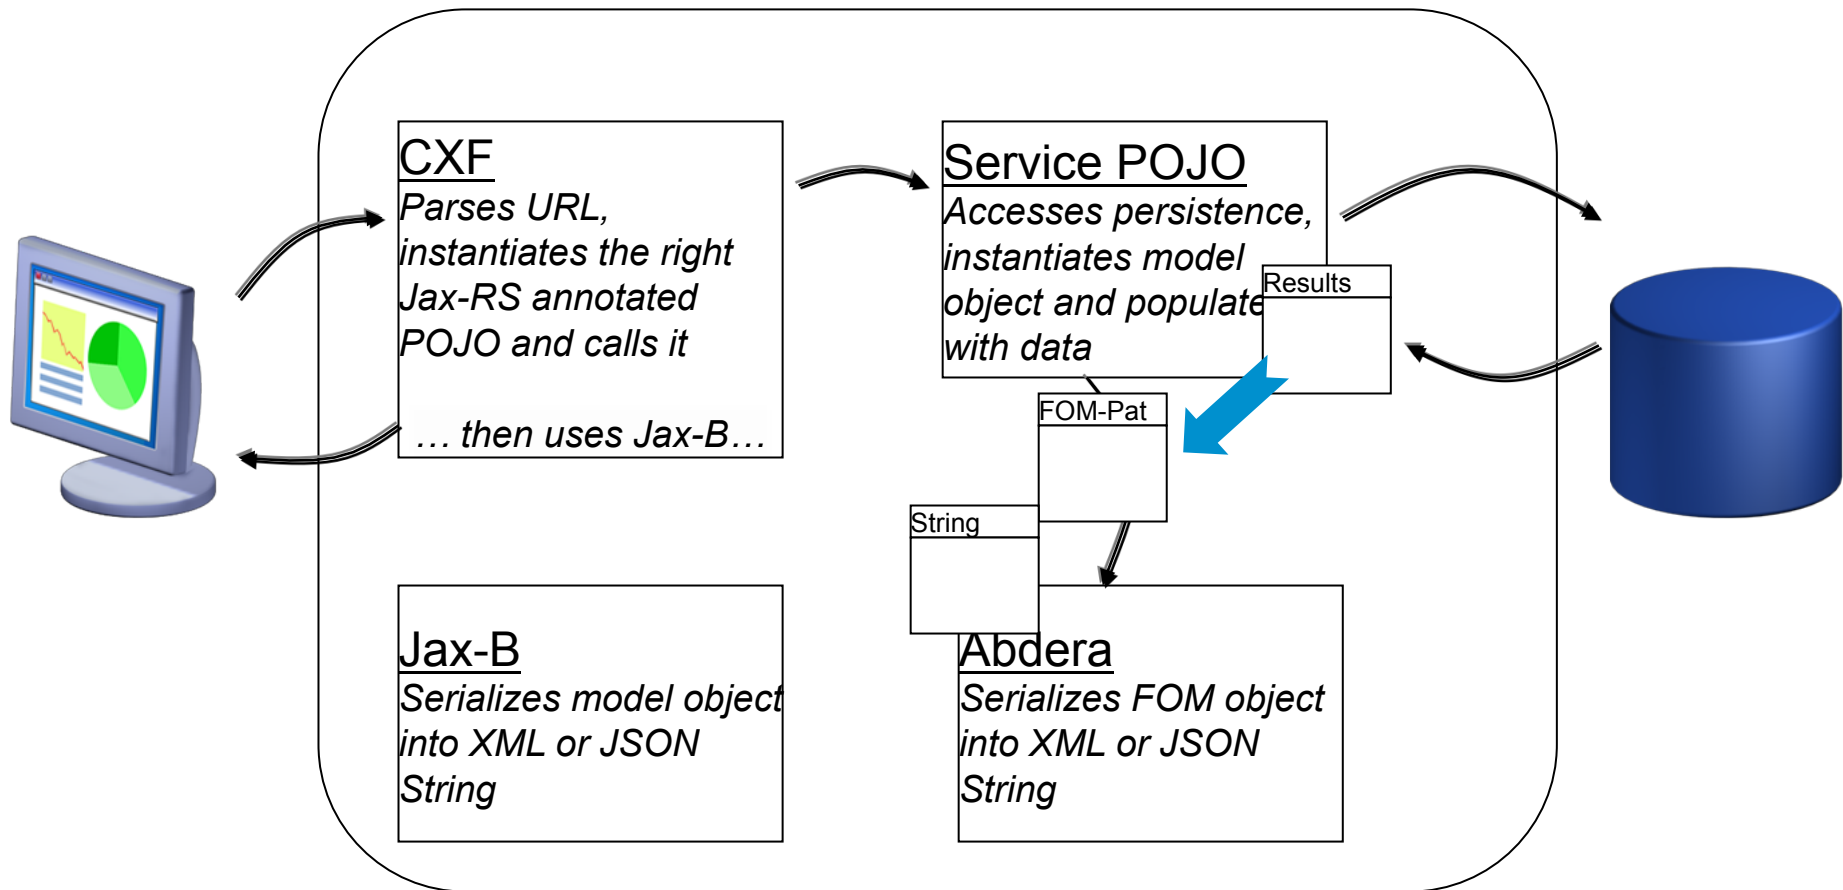 CXF
Parses URL,
instantiates the right
Jax-RS annotated
POJO and calls it
… then uses Jax-B…
Service POJO
Accesses persistence,
instantiates model
object and populate
with data
Results
FOM-Pat
String
Jax-B
Serializes model object
into XML or JSON
String
Abdera
Serializes FOM object
into XML or JSON
String